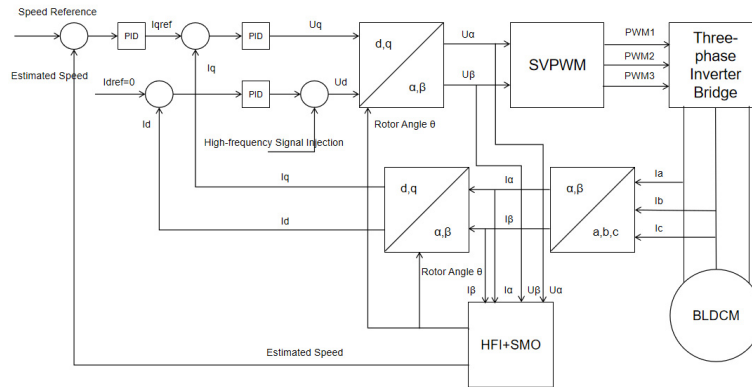 Speed Reference
PID
Iqref
PID
Uq
d,q
α,β
Uα
Uβ
SVPWM
PWM1
PWM2
PWM3
Three-
phase
Inverter
Bridge
Estimated Speed
Iq
Idref=0
PID
Ud
Id
High-frequency Signal Injection
Rotor Angle θ
Iq
Id
d,q
α,β
Iα
Iβ
α,β
a,b,c
Ia
Ib
Ic
Rotor Angle θ
Iβ
Iα
Uβ
Uα
BLDCM
HFI+SMO
Estimated Speed